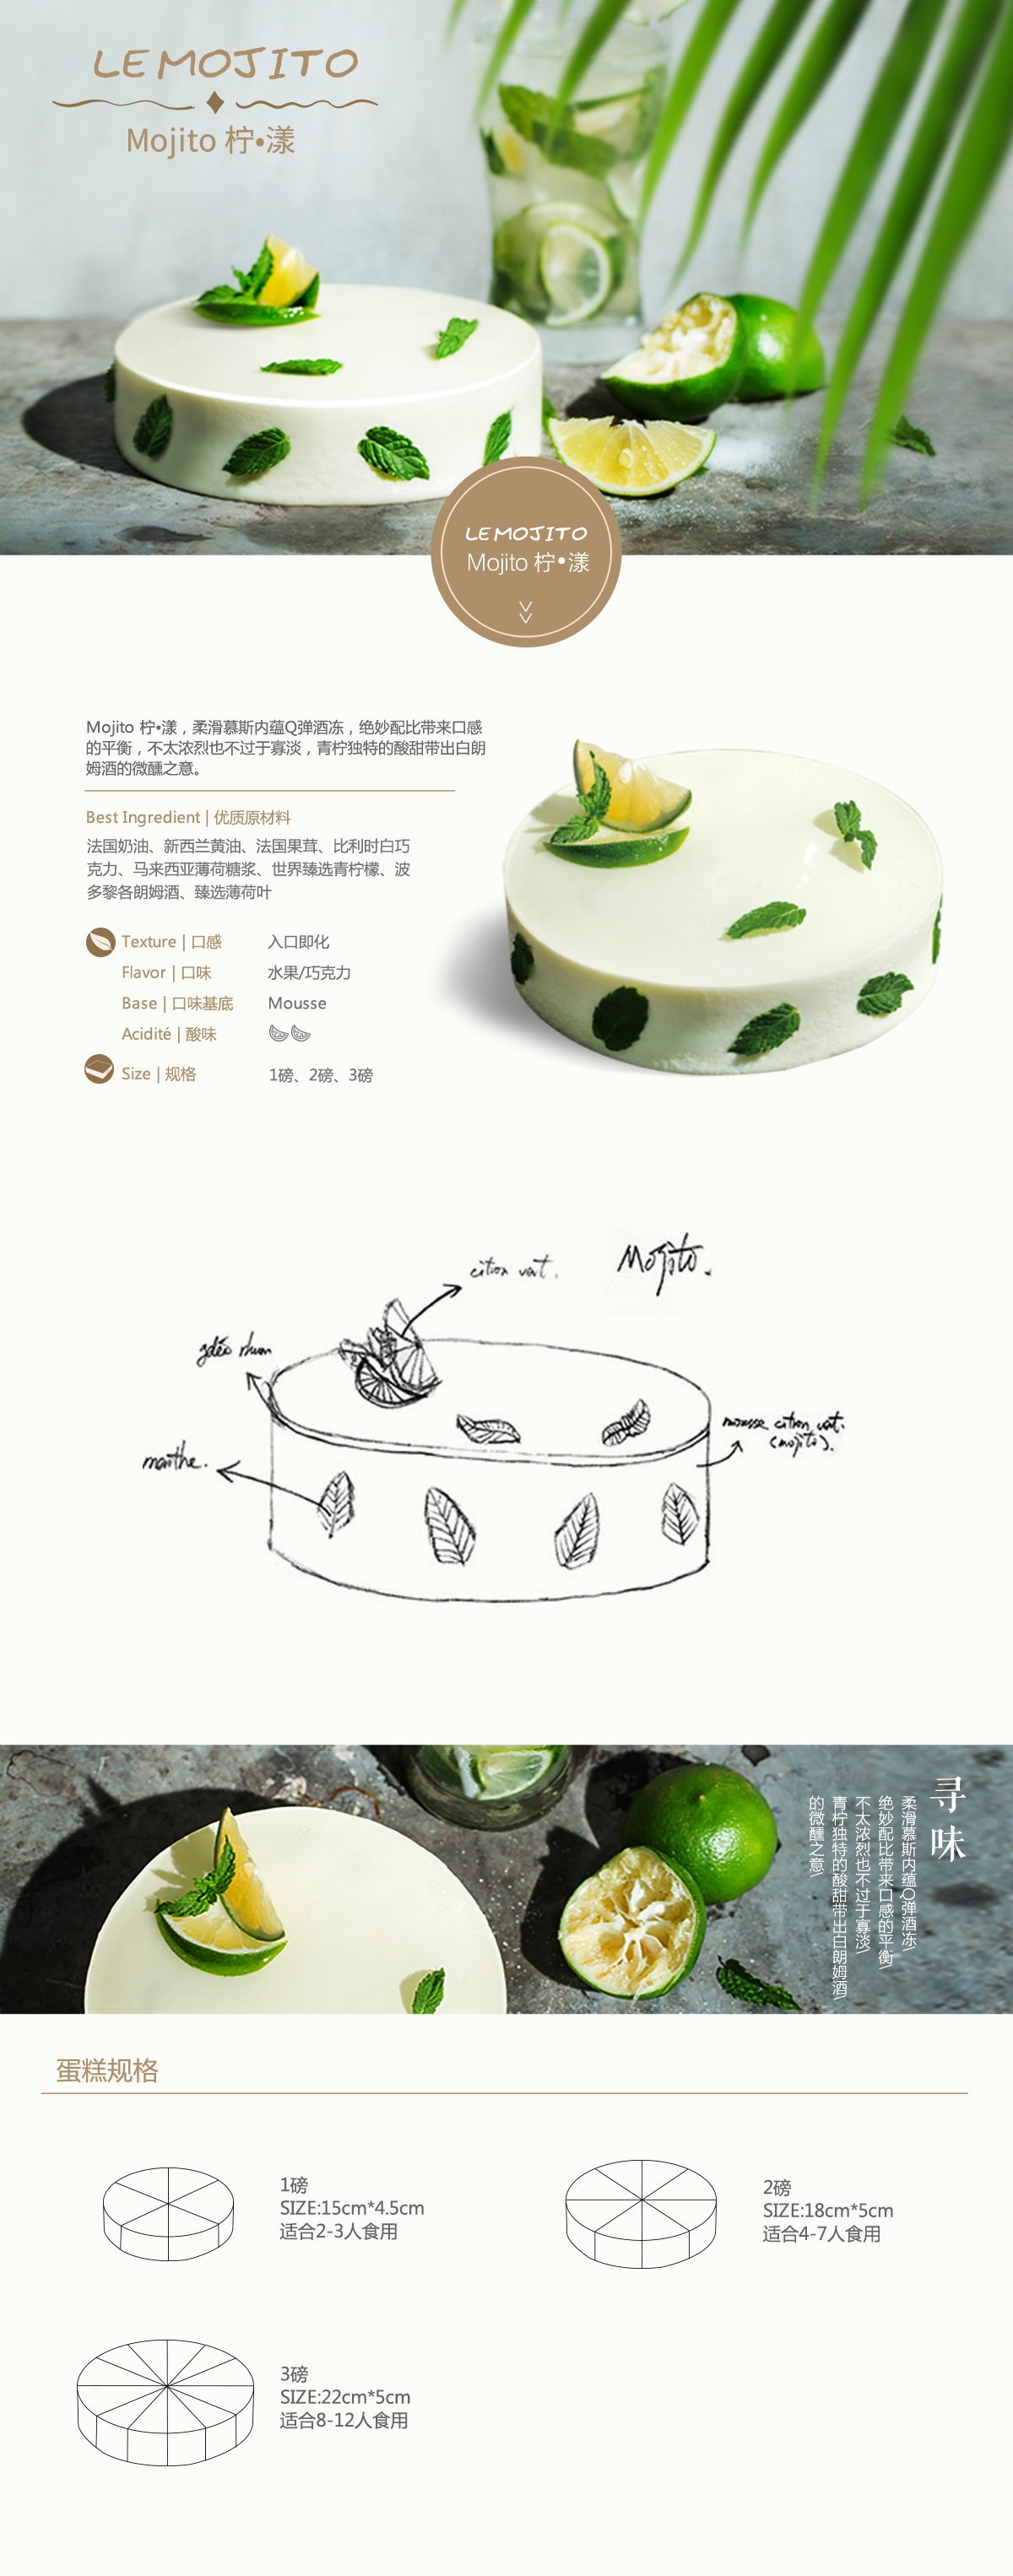 LE MOJITO
Mojito 柠•漾
LE MOJITO
Mojito 柠•漾
Mojito 柠•漾，柔滑慕斯内蕴Q弹酒冻，绝妙配比带来口感
的平衡，不太浓烈也不过于寡淡，青柠独特的酸甜带出白朗
姆酒的微醺之意。
Best Ingredient | 优质原材料
法国奶油、新西兰黄油、法国果茸、比利时白巧
克力、马来西亚薄荷糖浆、世界臻选青柠檬、波
多黎各朗姆酒、臻选薄荷叶
Texture | 口感 入口即化
Flavor | 口味 水果/巧克力
Base | 口味基底 Mousse
Acidité | 酸味
Size | 规格 1磅、2磅、3磅
Mojito.
citron vert.
rhum
menthe.
mousse citron vert.
(mojito).
寻味
柔滑慕斯内蕴Q弹酒冻/
绝妙配比带来口感的平衡/
不太浓烈也不过于寡淡/
青柠独特的酸甜带出白朗姆酒/
的微醺之意/
蛋糕规格
1磅
SIZE:15cm*4.5cm
适合2-3人食用
2磅
SIZE:18cm*5cm
适合4-7人食用
3磅
SIZE:22cm*5cm
适合8-12人食用